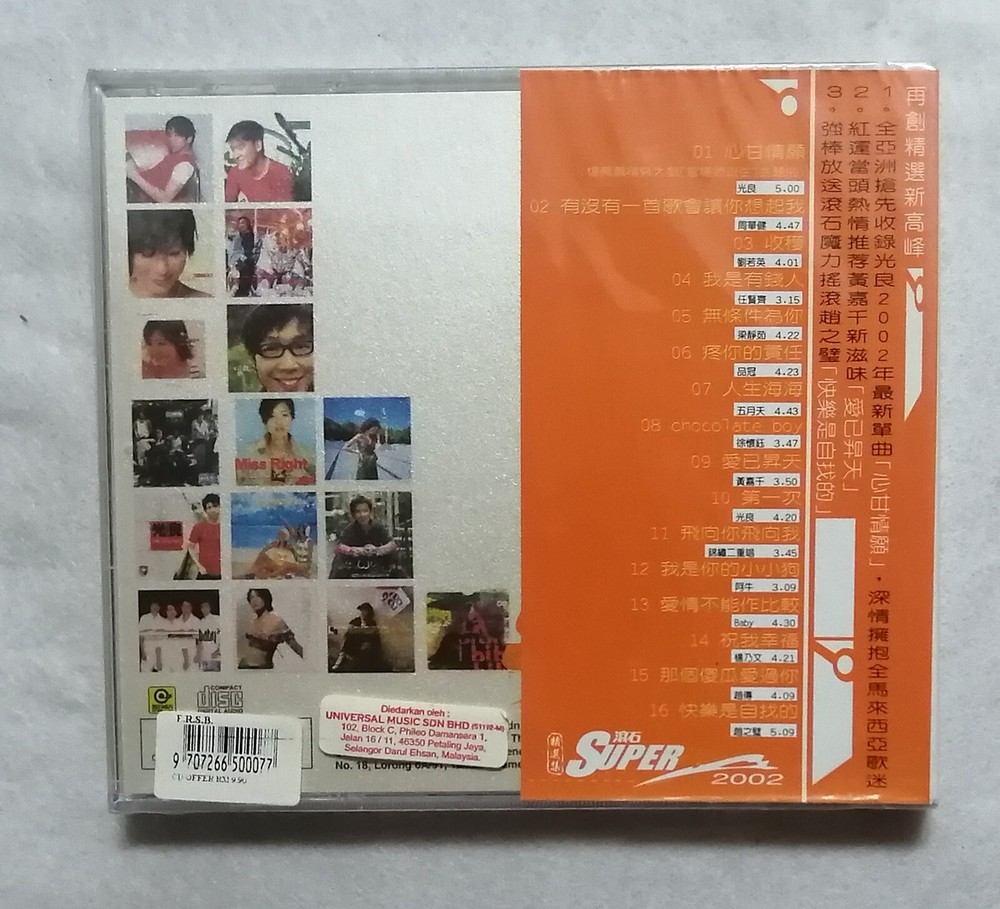 再創精選新高峰
1。全亞洲搶先收錄光良2002年最新單曲「心甘情願」，深情擁抱全馬來西亞歌迷
2。紅運當頭熱情推荐黃嘉千新滋味「愛已昇天」
3。強棒放送滾石魔力搖滾趙之璧「快樂是自找的」
01 心甘情願
光良 5.00
02 有沒有一首歌會讓你想起我
周華健 4.47
03 收穫
劉若英 4.01
04 我是有錢人
任賢齊 3.15
05 無條件為你
梁靜茹 4.22
06 疼你的責任
品冠 4.23
07 人生海海
五月天 4.43
08 chocolate boy
徐懷鈺 3.47
09 愛已昇天
黃嘉千 3.50
10 第一次
光良 4.20
11 飛向你飛向我
錦繡二重唱 3.45
12 我是你的小小狗
阿牛 3.09
13 愛情不能作比較
Baby 4.30
14 祝我幸福
楊乃文 4.21
15 那個傻瓜愛過你
趙傳 4.09
16 快樂是自找的
趙之璧 5.09
精選集
滾石
SUPER
2002
Miss Right
光良
baby
COMPACT
disc
DIGITAL AUDIO
F.R.S.B.
9 707266 500077
CD OFFER RM 9.90
Diedarkan oleh :
UNIVERSAL MUSIC SDN BHD
102, Block C, Phileo Damansara 1,
Jalan 16 / 11, 46350 Petaling Jaya,
Selangor Darul Ehsan, Malaysia.
No. 18, Lorong